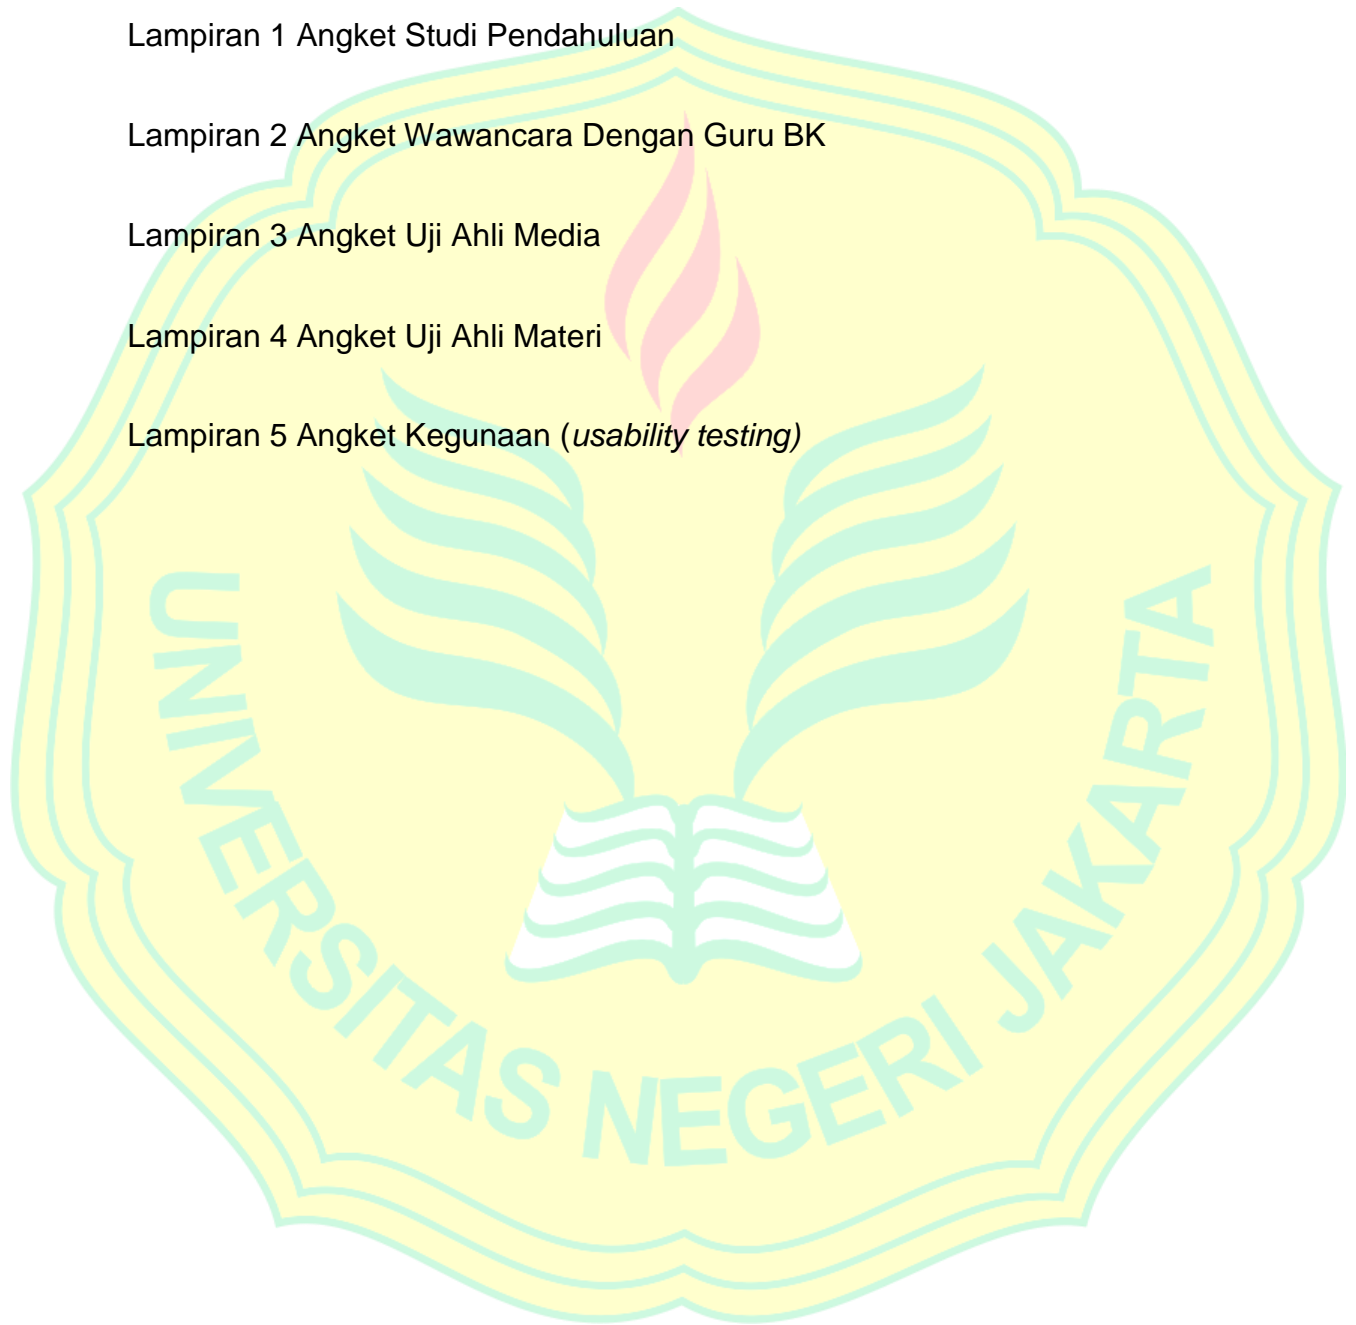 Lampiran 1 Angket Studi Pendahuluan
Lampiran 2 Angket Wawancara Dengan Guru BK
Lampiran 3 Angket Uji Ahli Media
Lampiran 4 Angket Uji Ahli Materi
Lampiran 5 Angket Kegunaan (usability testing)
UNIVERSITAS NEGERI JAKARTA